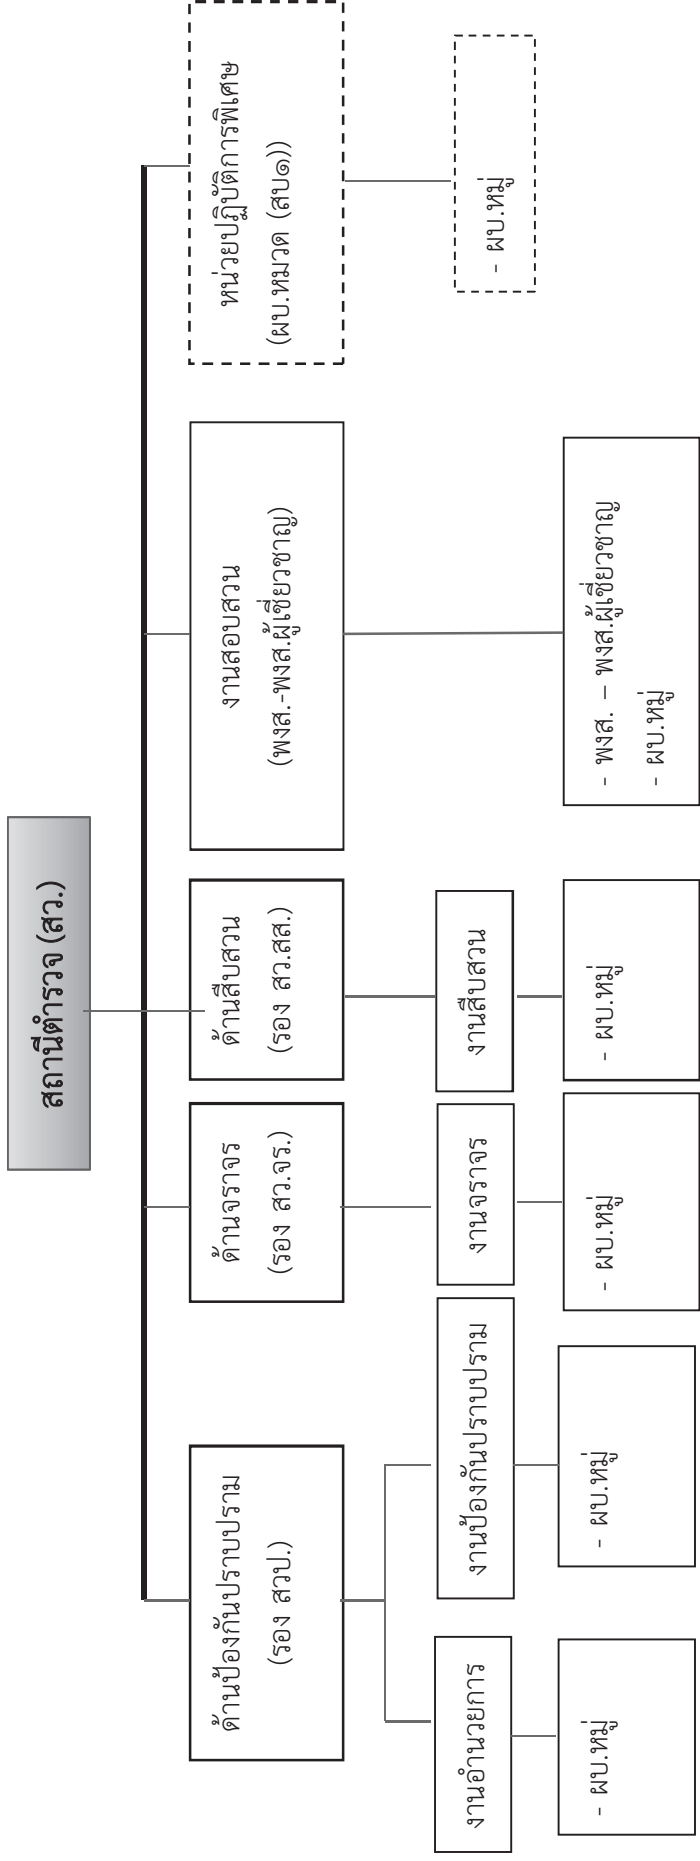 สถานีตำรวจ (สว.)
ด้านป้องกันปราบปราม
(รอง สวป.)
ด้านจราจร
(รอง สว.จร.)
ด้านสืบสวน
(รอง สว.สส.)
งานสอบสวน
(พงส.-พงส.ผู้เชี่ยวชาญ)
หน่วยปฏิบัติการพิเศษ
(ผบ.หมวด (สบ๑))
งานอำนวยการ
งานป้องกันปราบปราม
งานจราจร
งานสืบสวน
- ผบ.หมู่
- ผบ.หมู่
- ผบ.หมู่
- ผบ.หมู่
- พงส. – พงส.ผู้เชี่ยวชาญ
- ผบ.หมู่
- ผบ.หมู่